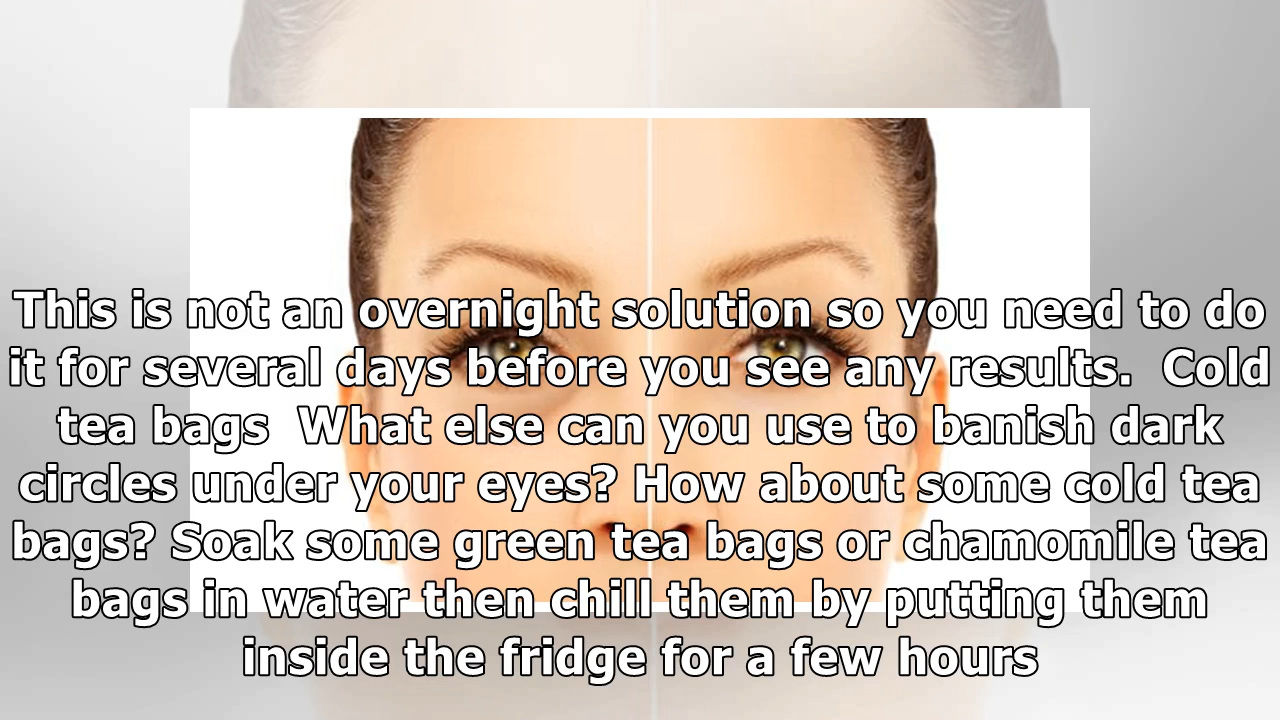 This is not an overnight solution so you need to do
it for several days before you see any results.  Cold
tea bags  What else can you use to banish dark
circles under your eyes? How about some cold tea
bags? Soak some green tea bags or chamomile tea
bags in water then chill them by putting them
inside the fridge for a few hours